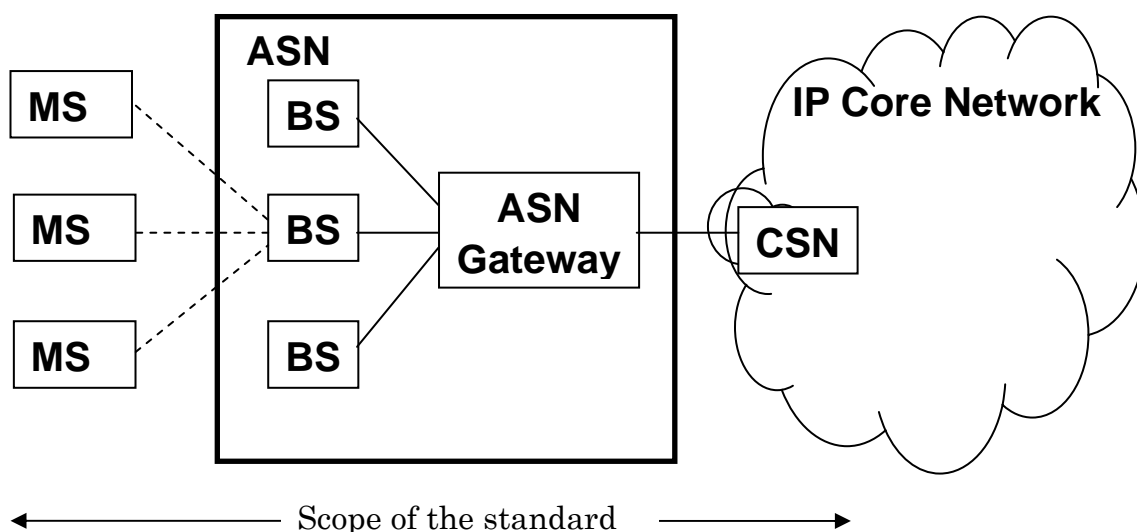 ASN
MS
BS
IP Core Network
MS
BS
ASN
Gateway
CSN
MS
BS
Scope of the standard